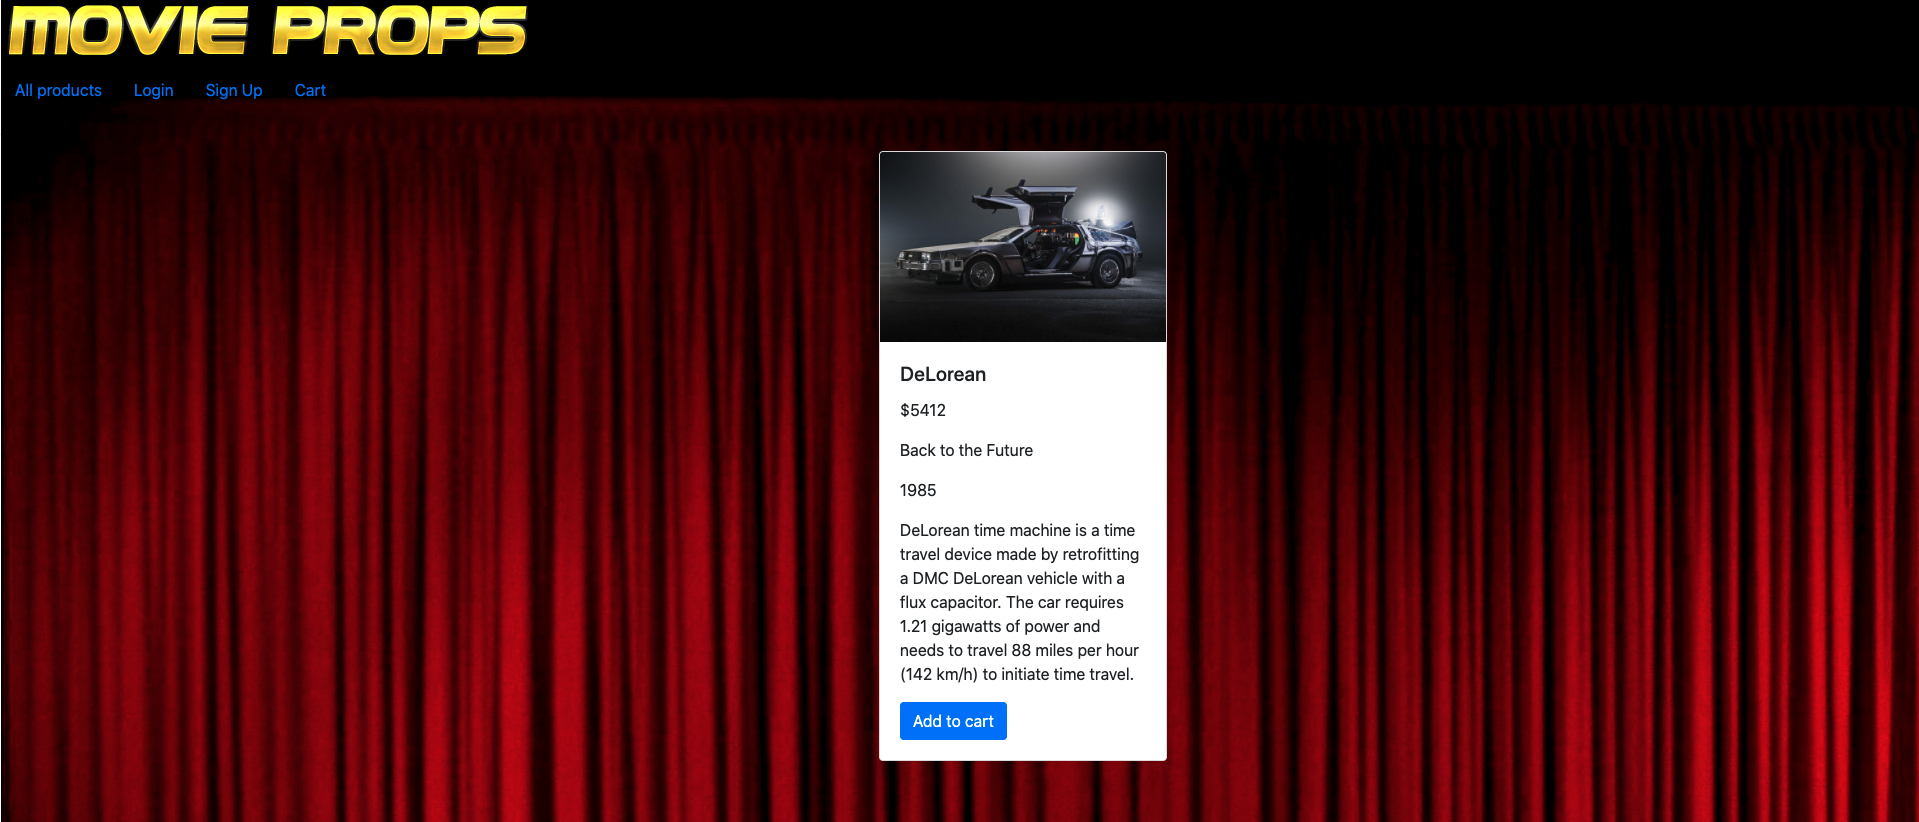 MOVIE PROPS
All products Login Sign Up Cart
DeLorean
$5412
Back to the Future
1985
DeLorean time machine is a time
travel device made by retrofitting
a DMC DeLorean vehicle with a
flux capacitor. The car requires
1.21 gigawatts of power and
needs to travel 88 miles per hour
(142 km/h) to initiate time travel.
Add to cart